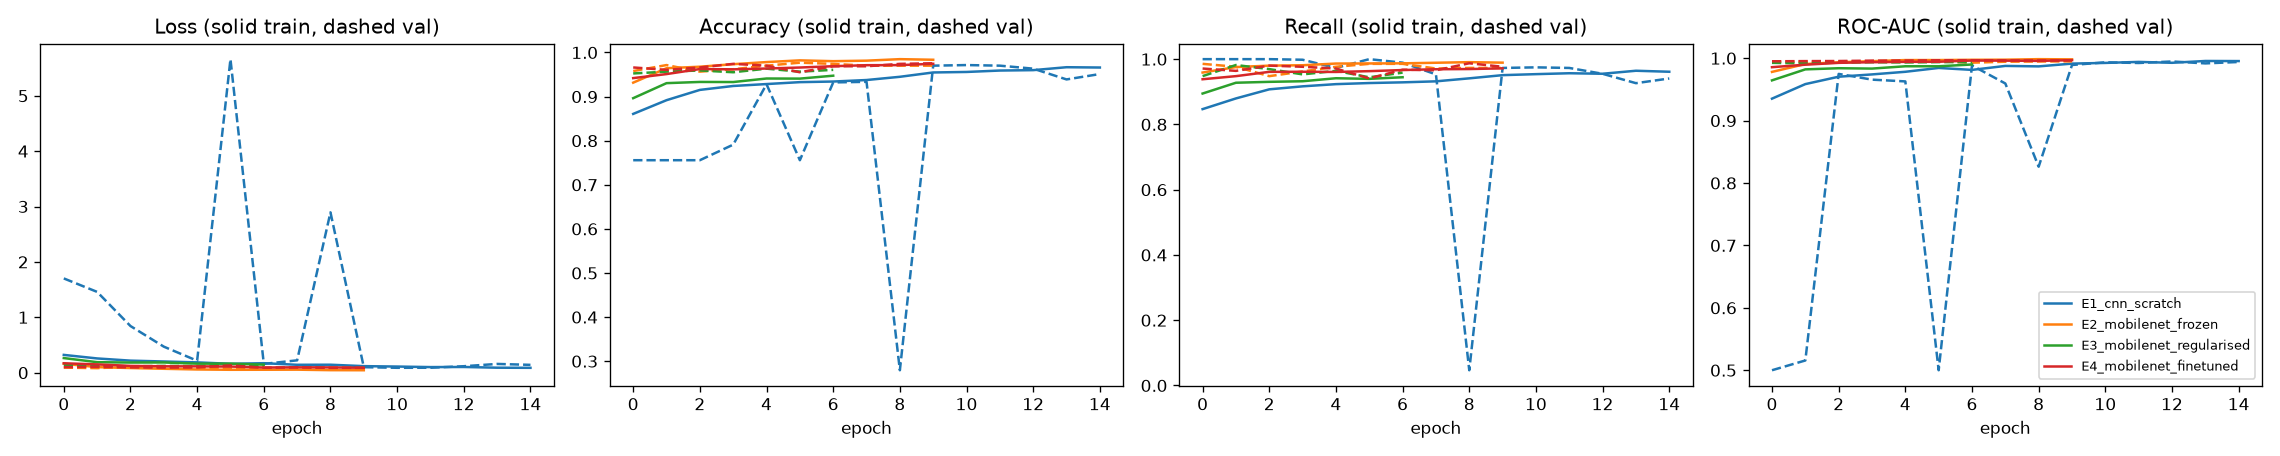 Loss (solid train, dashed val)
5
4
3
2
1
0
0 2 4 6 8 10 12 14
epoch
Accuracy (solid train, dashed val)
1.0
0.9
0.8
0.7
0.6
0.5
0.4
0.3
0 2 4 6 8 10 12 14
epoch
Recall (solid train, dashed val)
1.0
0.8
0.6
0.4
0.2
0.0
0 2 4 6 8 10 12 14
epoch
ROC-AUC (solid train, dashed val)
1.0
0.9
0.8
0.7
0.6
0.5
0 2 4 6 8 10 12 14
epoch
E1_cnn_scratch
E2_mobilenet_frozen
E3_mobilenet_regularised
E4_mobilenet_finetuned